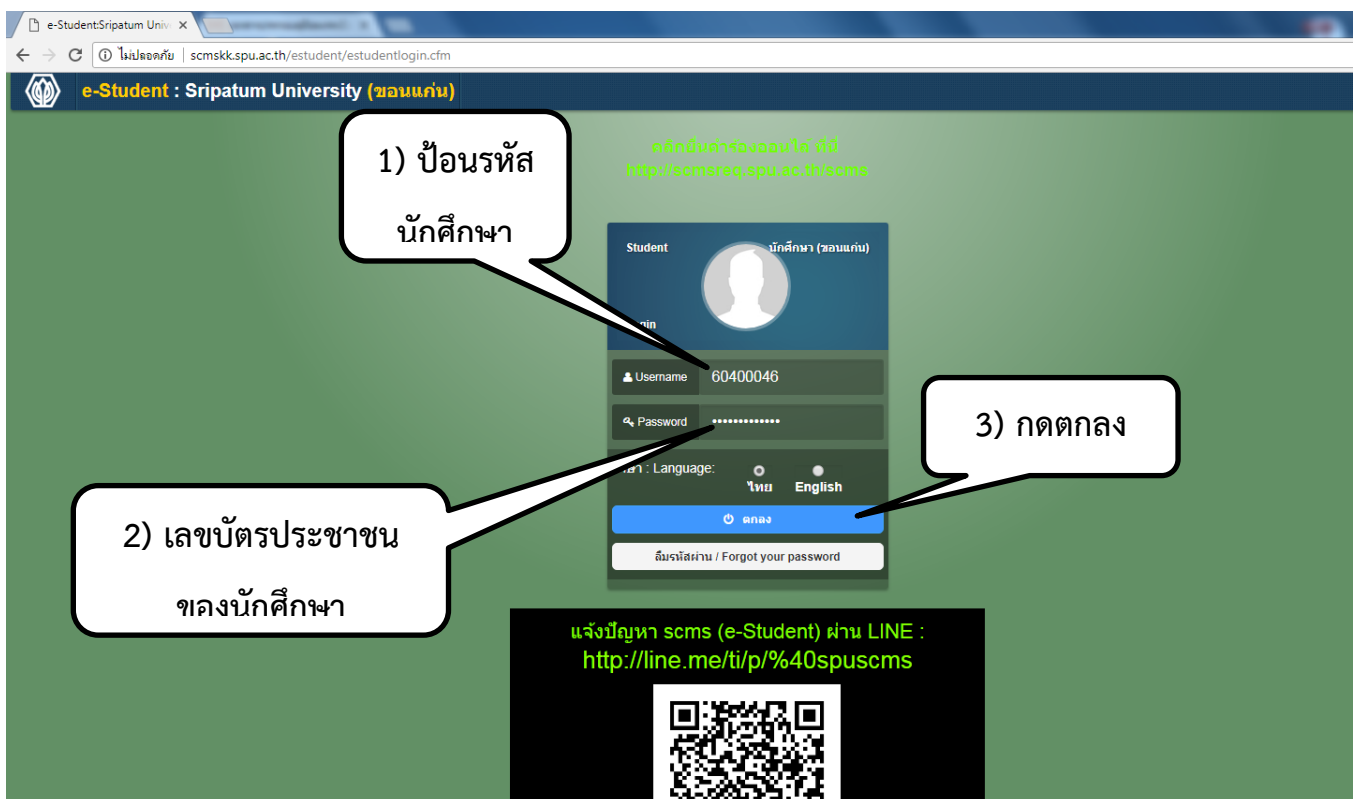 e-Student:Sripatum Univ
ไม่ปลอดภัย | scmskk.spu.ac.th/estudent/estudentlogin.cfm
e-Student : Sripatum University (ขอนแก่น)
http://scmsreq.spu.ac.th/scms
1) ป้อนรหัส
นักศึกษา
Student
นักศึกษา (ขอนแก่น)
Username
60400046
Password
•••••••••••••
3) กดตกลง
: Language:
ไทย
English
2) เลขบัตรประชาชน
ของนักศึกษา
ตกลง
ลืมรหัสผ่าน / Forgot your password
แจ้งปัญหา scms (e-Student) ผ่าน LINE :
http://line.me/ti/p/%40spuscms